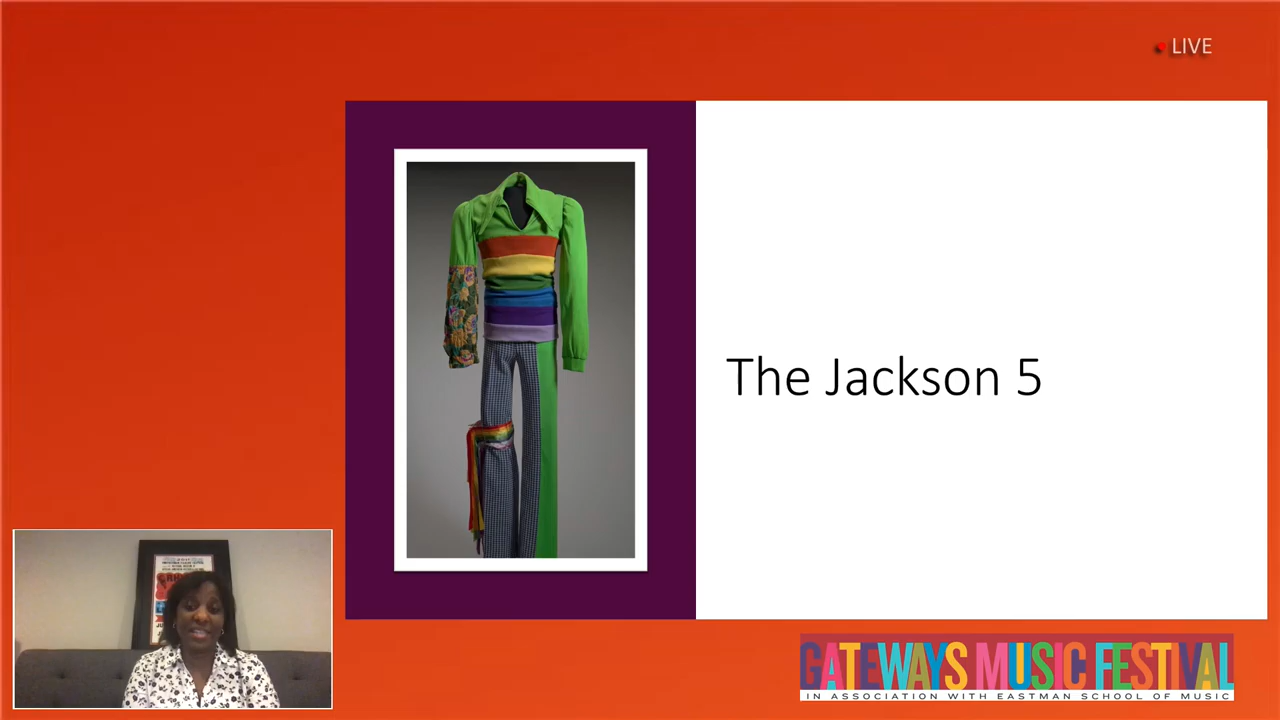 LIVE
The Jackson 5
GATEWAYS MUSIC FESTIVAL
IN ASSOCIATION WITH EASTMAN SCHOOL OF MUSIC